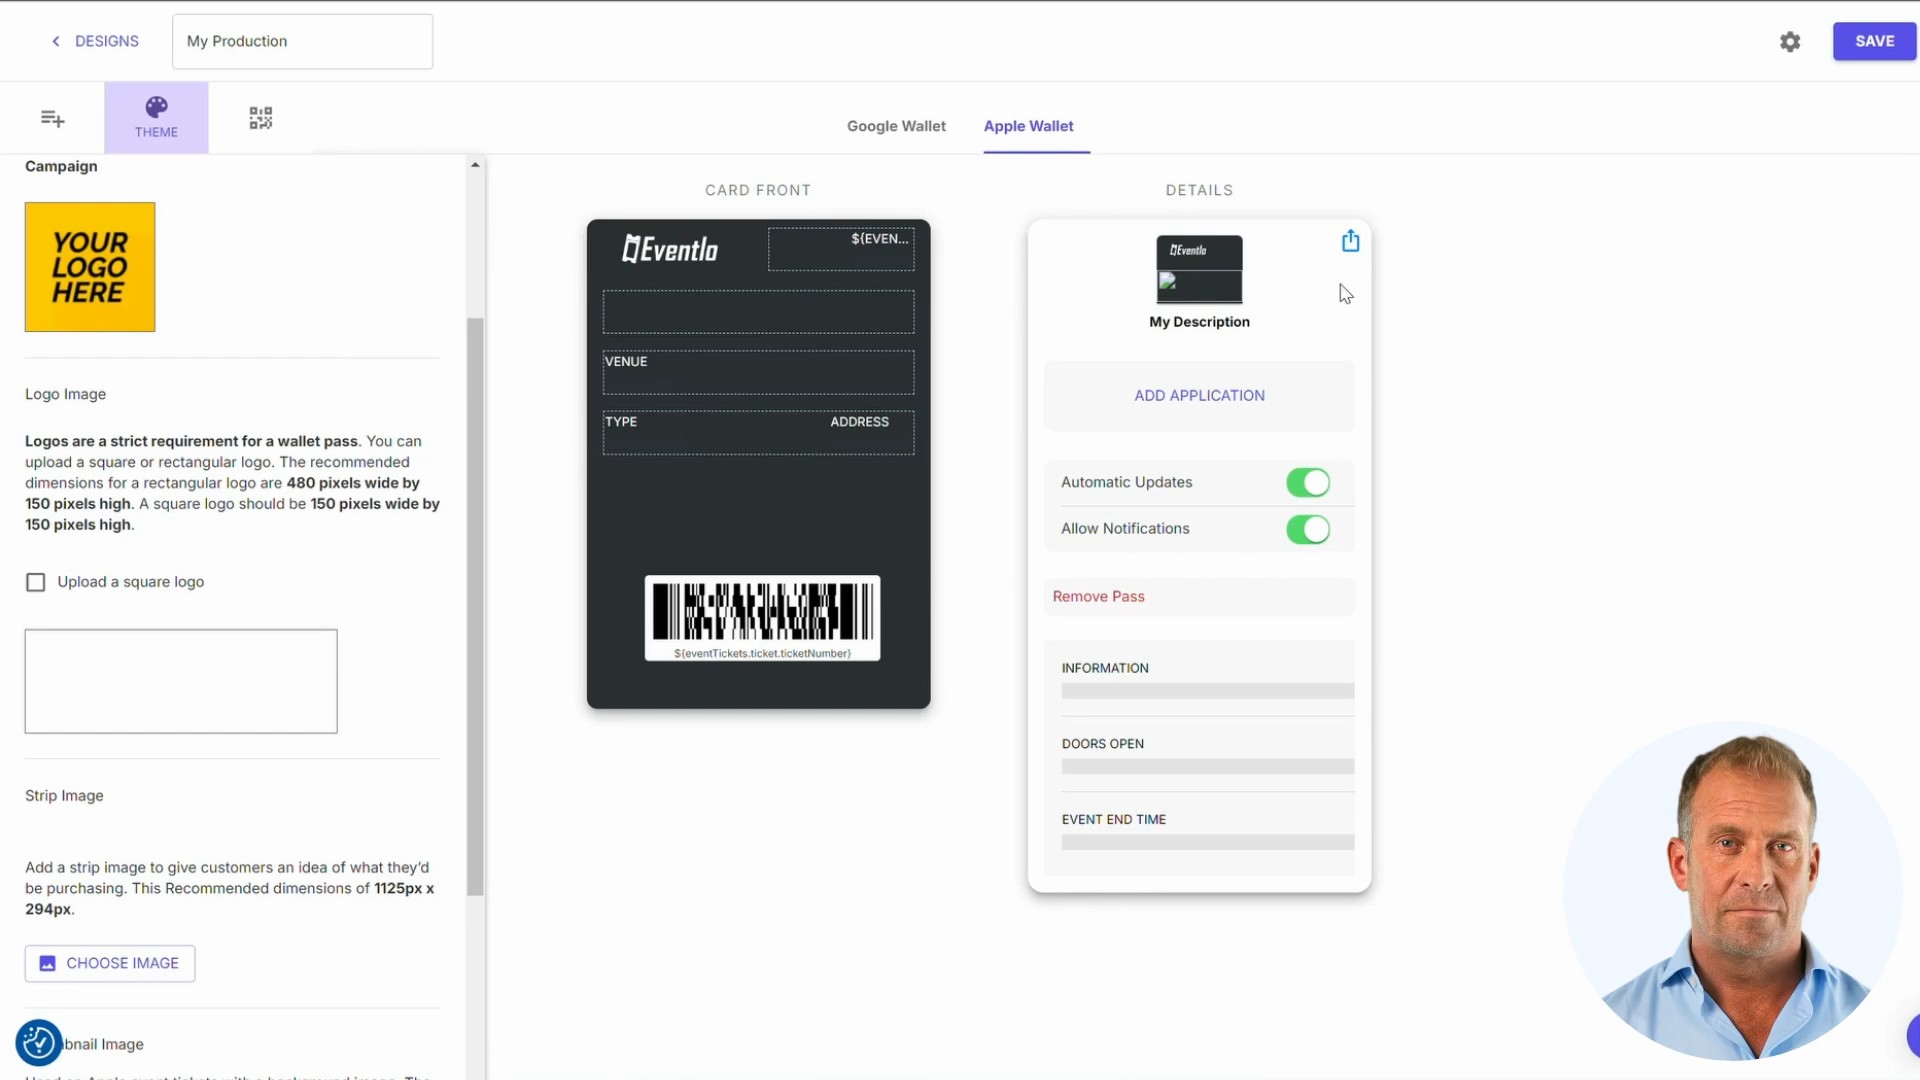 DESIGNS
My Production
SAVE
THEME
Google Wallet
Apple Wallet
Campaign
YOUR
LOGO
HERE
Logo Image
Logos are a strict requirement for a wallet pass. You can
upload a square or rectangular logo. The recommended
dimensions for a rectangular logo are 480 pixels wide by
150 pixels high. A square logo should be 150 pixels wide by
150 pixels high.
Upload a square logo
Strip Image
Add a strip image to give customers an idea of what they'd
be purchasing. This Recommended dimensions of 1125px x
294px.
CHOOSE IMAGE
bnail Image
CARD FRONT
Eventlo
${EVEN...
VENUE
TYPE
ADDRESS
${eventTickets.ticket.ticketNumber}
DETAILS
Eventlo
My Description
ADD APPLICATION
Automatic Updates
Allow Notifications
Remove Pass
INFORMATION
DOORS OPEN
EVENT END TIME